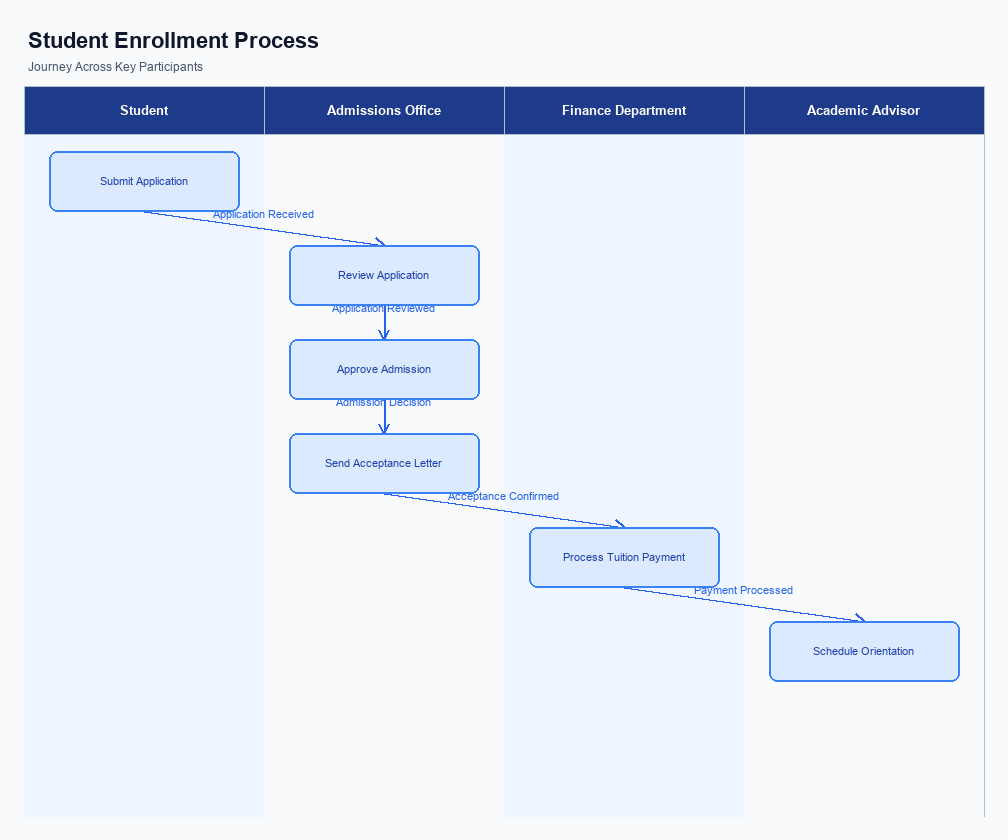 Student Enrollment Process
Journey Across Key Participants
Student
Admissions Office
Finance Department
Academic Advisor
Submit Application
Application Received
Review Application
Application Reviewed
Approve Admission
Admission Decision
Send Acceptance Letter
Acceptance Confirmed
Process Tuition Payment
Payment Processed
Schedule Orientation